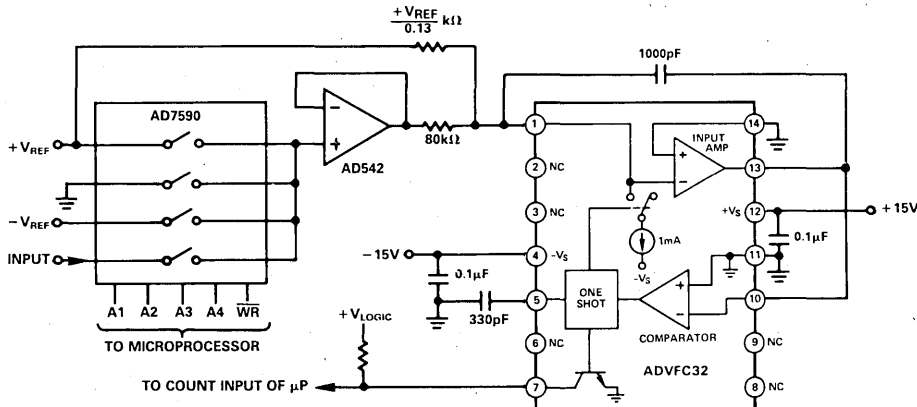 +VREF
0.13 kΩ
1000pF
AD7590
AD542
80kΩ
+VREF
-VREF
INPUT
A1 A2 A3 A4 WR
TO MICROPROCESSOR
1
2 NC
3 NC
4 -VS
5
6 NC
7
14
13
12 +VS
11
10
9 NC
8 NC
INPUT AMP
1mA
-VS
ONE SHOT
COMPARATOR
ADVFC32
-15V
0.1μF
330pF
+VLOGIC
TO COUNT INPUT OF μP
+15V
0.1μF